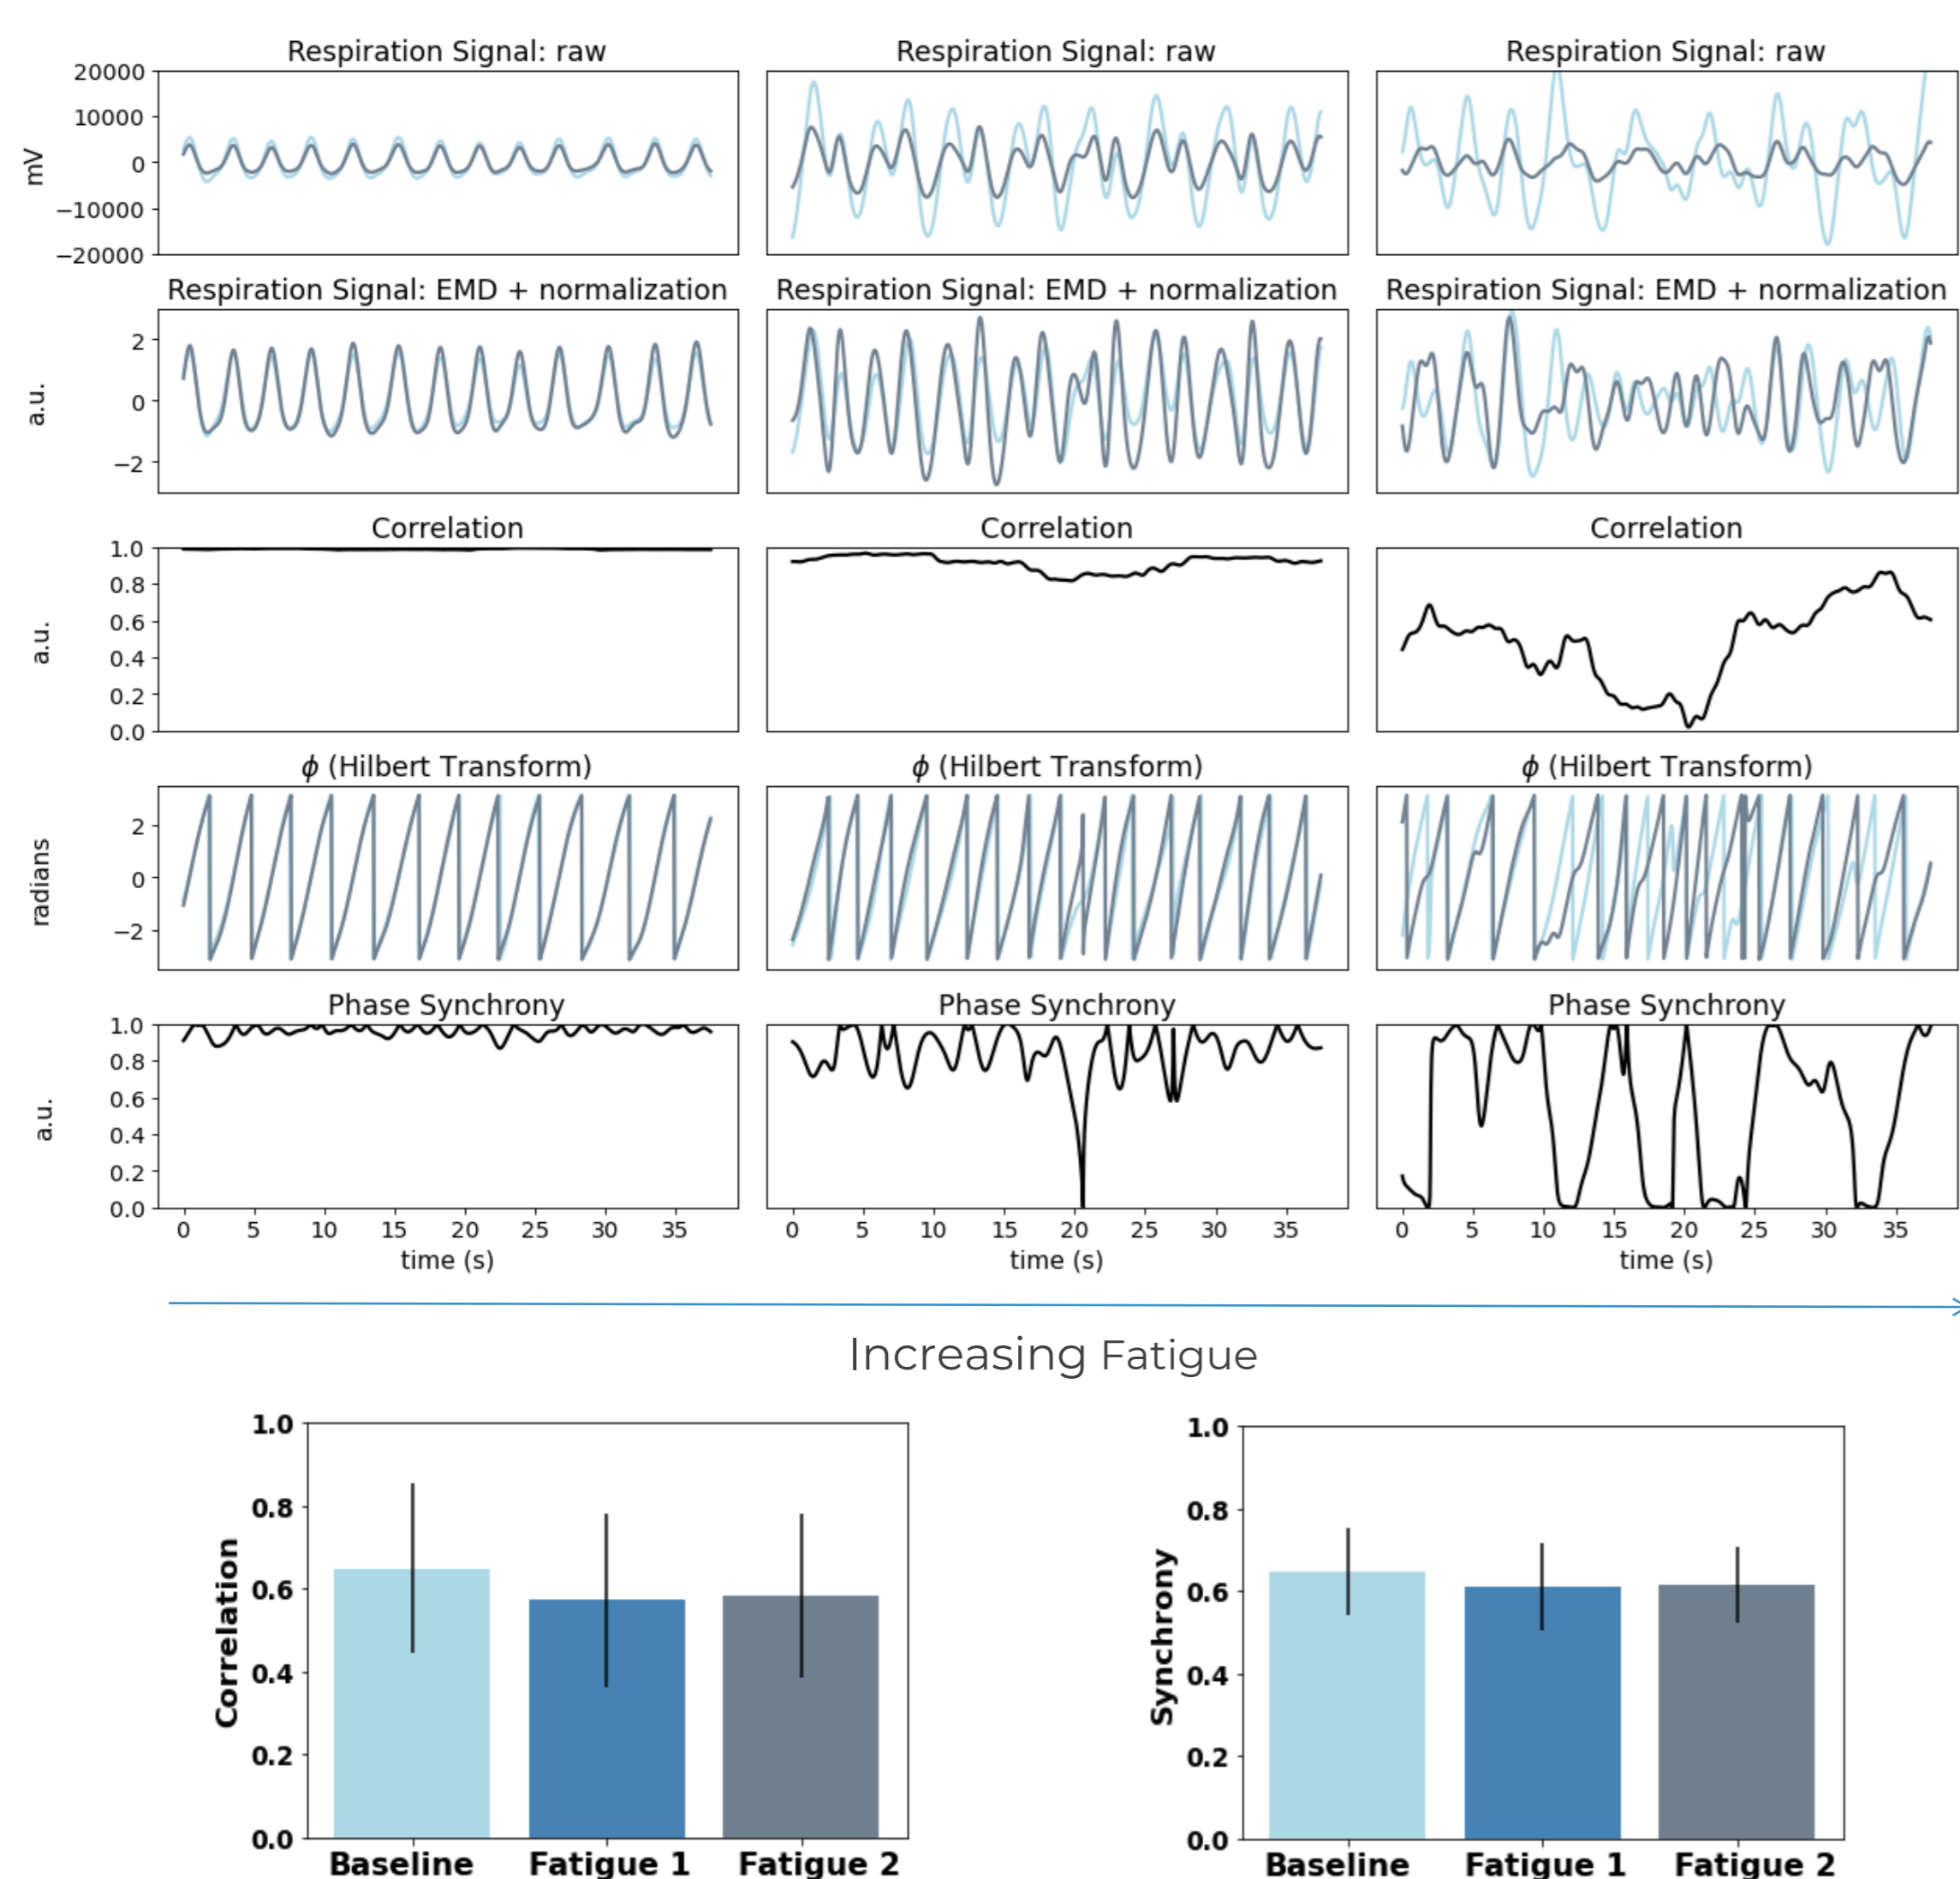 Respiration Signal: raw Respiration Signal: raw Respiration Signal: raw
20000
10000
0
−10000
−20000
mV
Respiration Signal: EMD + normalization Respiration Signal: EMD + normalization Respiration Signal: EMD + normalization
2
0
−2
a.u.
Correlation Correlation Correlation
1.0
0.8
0.6
0.4
0.2
0.0
a.u.
ϕ (Hilbert Transform) ϕ (Hilbert Transform) ϕ (Hilbert Transform)
2
0
−2
radians
Phase Synchrony Phase Synchrony Phase Synchrony
1.0
0.8
0.6
0.4
0.2
0.0
a.u.
0 5 10 15 20 25 30 35 0 5 10 15 20 25 30 35 0 5 10 15 20 25 30 35
time (s) time (s) time (s)
Increasing Fatigue
1.0
0.8
0.6
0.4
0.2
0.0
Correlation
Baseline Fatigue 1 Fatigue 2
1.0
0.8
0.6
0.4
0.2
0.0
Synchrony
Baseline Fatigue 1 Fatigue 2